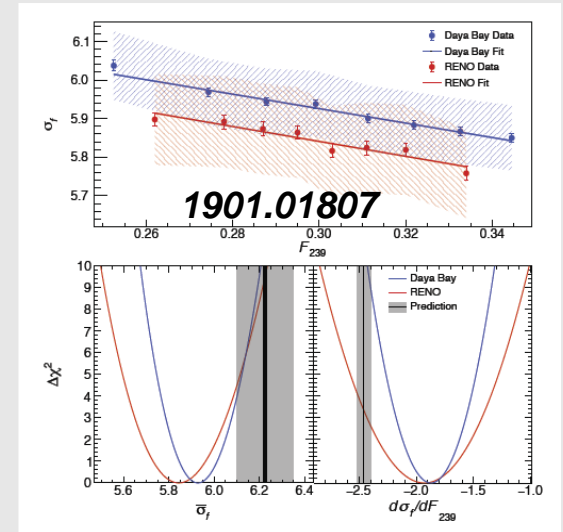 6.1
6.0
5.9
5.8
5.7
σf
Daya Bay Data
Daya Bay Fit
RENO Data
RENO Fit
1901.01807
0.26 0.28 0.30 0.32 0.34
F239
10
9
8
7
6
5
4
3
2
1
0
Δχ²
Daya Bay
RENO
Prediction
5.6 5.8 6.0 6.2 6.4
-2.5 -2.0 -1.5 -1.0
σ̅f
dσf/dF239